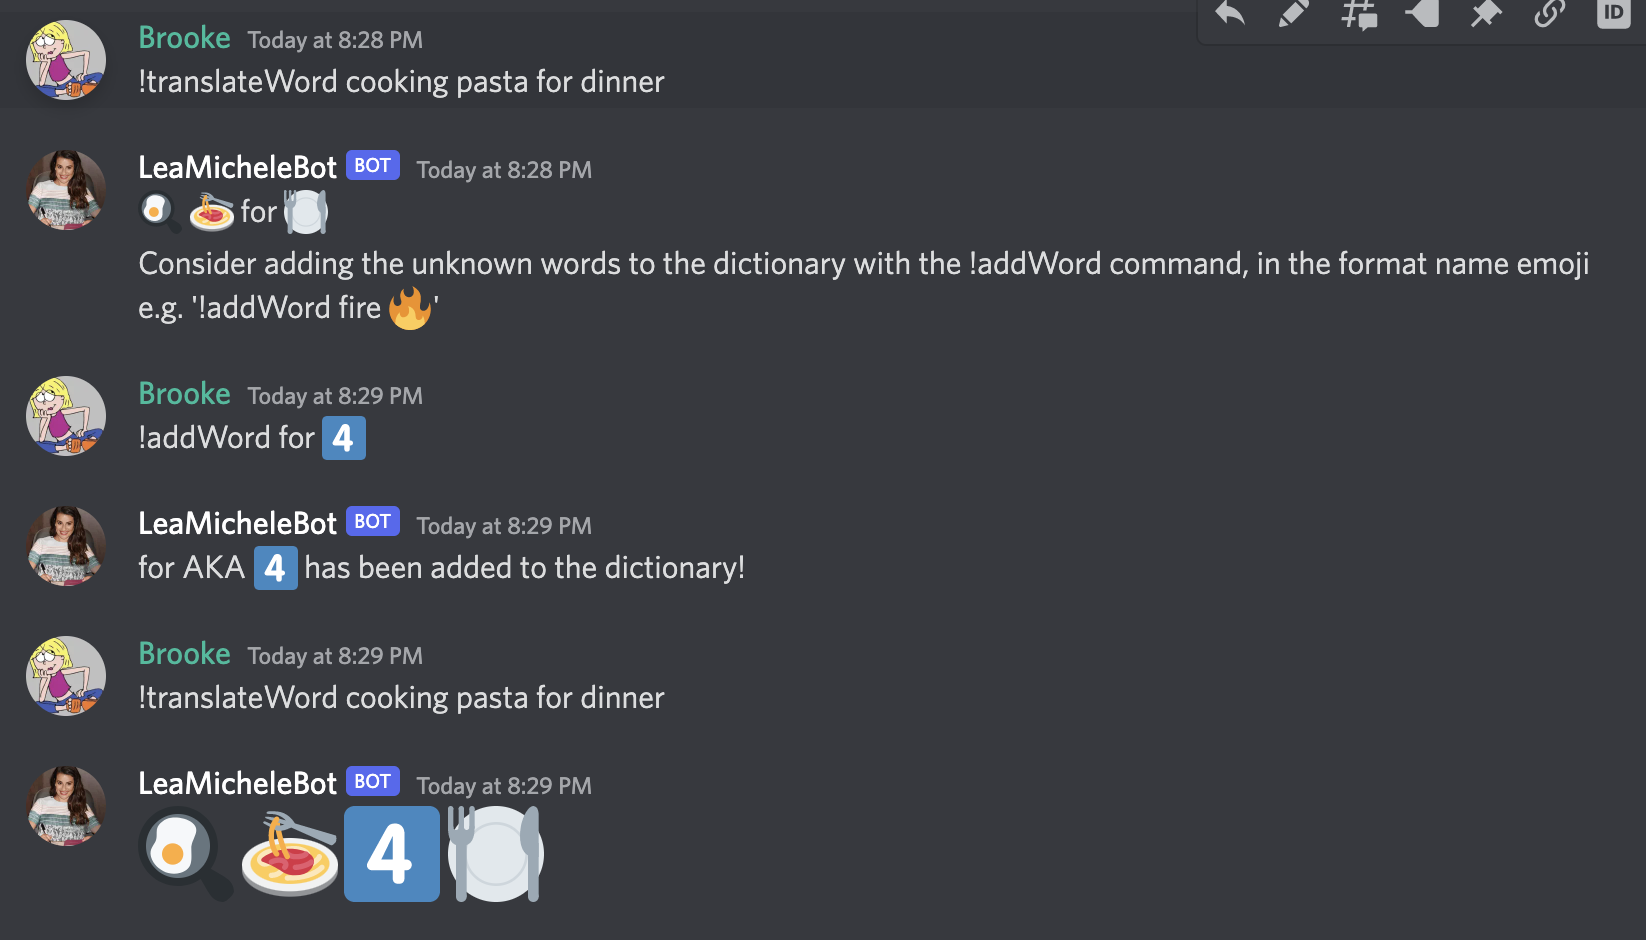 Brooke Today at 8:28 PM
ID
!translateWord cooking pasta for dinner
LeaMicheleBot BOT Today at 8:28 PM
🍳 🍝 for 🍽️
Consider adding the unknown words to the dictionary with the !addWord command, in the format name emoji
e.g. '!addWord fire 🔥'
Brooke Today at 8:29 PM
!addWord for 4️⃣
LeaMicheleBot BOT Today at 8:29 PM
for AKA 4️⃣ has been added to the dictionary!
Brooke Today at 8:29 PM
!translateWord cooking pasta for dinner
LeaMicheleBot BOT Today at 8:29 PM
🍳 🍝 4️⃣ 🍽️